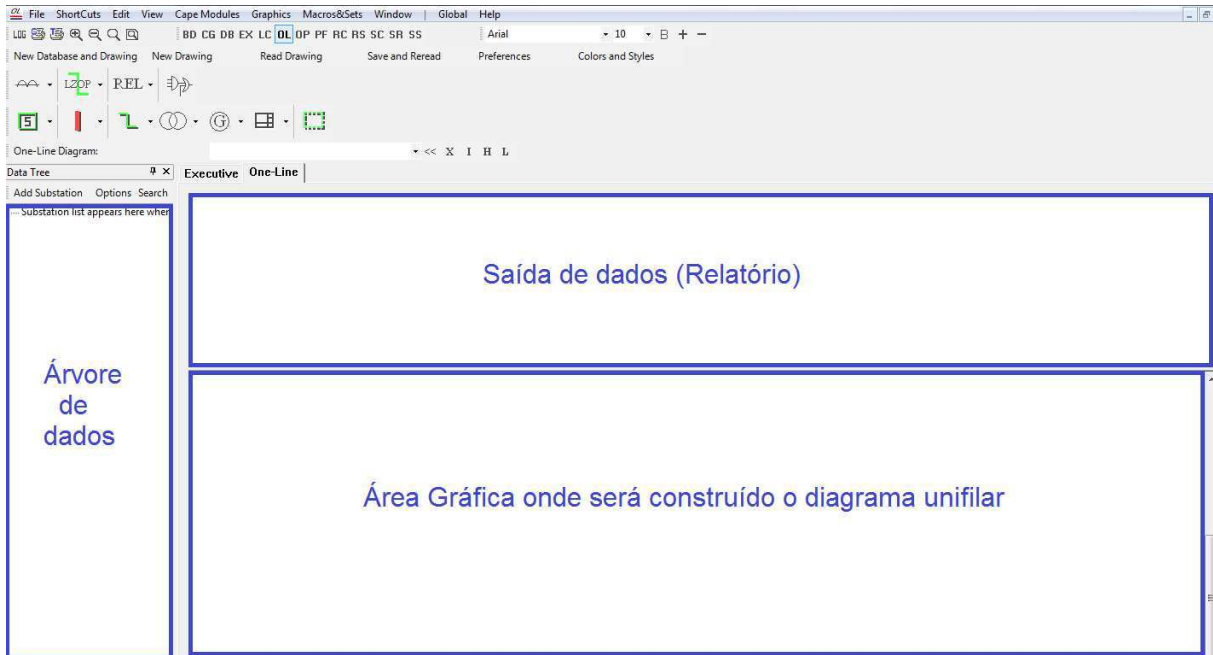 OL File ShortCuts Edit View Cape Modules Graphics Macros&Sets Window | Global Help
LOG BD CG DB EX LC OL OP PF RC RS SC SR SS Arial 10 B + −
New Database and Drawing New Drawing Read Drawing Save and Reread Preferences Colors and Styles
LZOP REL
5 G
One-Line Diagram: << X I H L
Data Tree Executive One-Line
Add Substation Options Search
Substation list appears here wher
Saída de dados (Relatório)
Árvore
de
dados
Área Gráfica onde será construído o diagrama unifilar